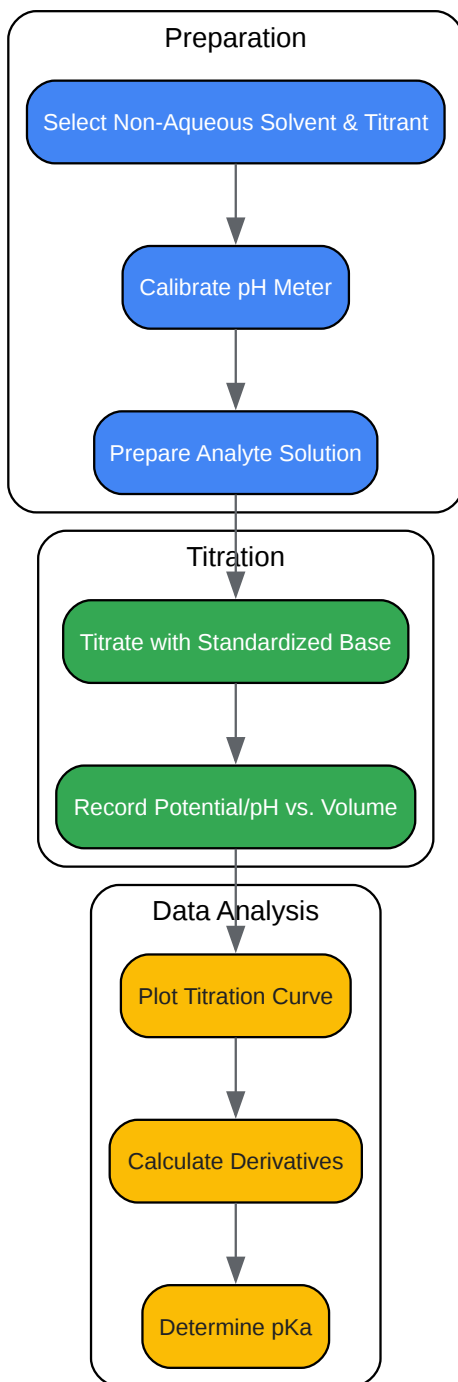 Preparation
Select Non-Aqueous Solvent & Titrant
Calibrate pH Meter
Prepare Analyte Solution
Titration
Titrate with Standardized Base
Record Potential/pH vs. Volume
Data Analysis
Plot Titration Curve
Calculate Derivatives
Determine pKa